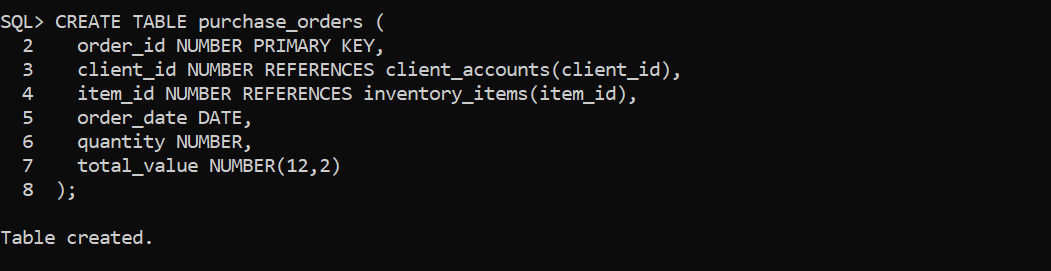 SQL> CREATE TABLE purchase_orders (
  2    order_id NUMBER PRIMARY KEY,
  3    client_id NUMBER REFERENCES client_accounts(client_id),
  4    item_id NUMBER REFERENCES inventory_items(item_id),
  5    order_date DATE,
  6    quantity NUMBER,
  7    total_value NUMBER(12,2)
  8  );
Table created.